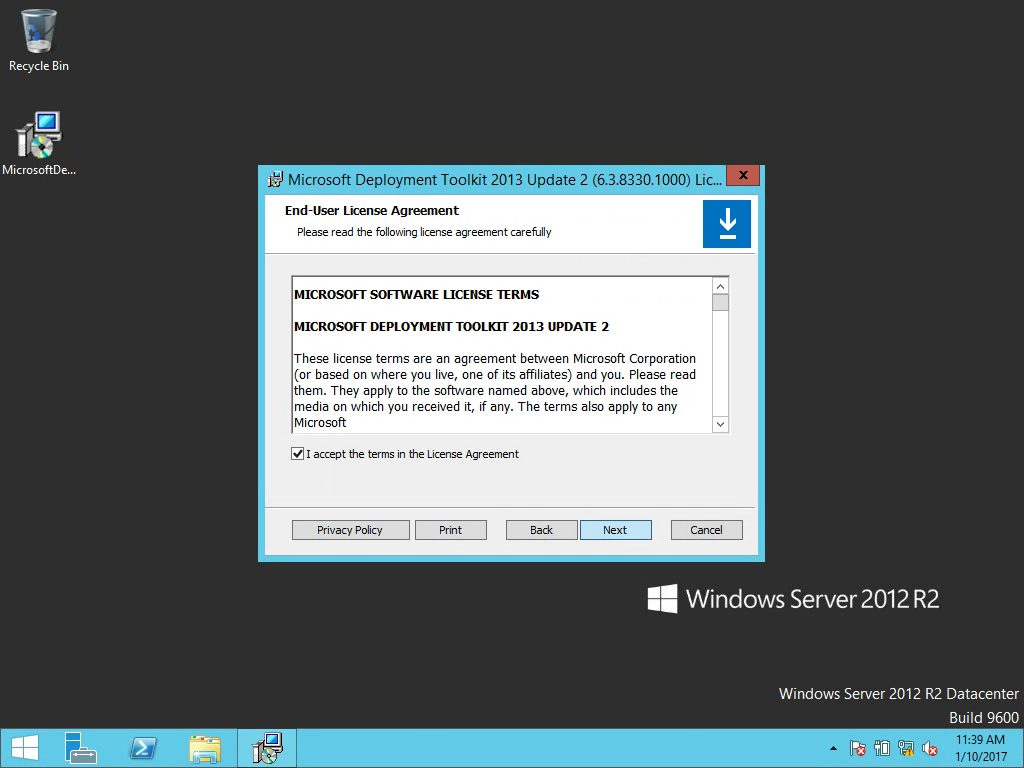 Recycle Bin
MicrosoftDe...
Microsoft Deployment Toolkit 2013 Update 2 (6.3.8330.1000) Lic...
x
End-User License Agreement
Please read the following license agreement carefully
MICROSOFT SOFTWARE LICENSE TERMS
MICROSOFT DEPLOYMENT TOOLKIT 2013 UPDATE 2
These license terms are an agreement between Microsoft Corporation
(or based on where you live, one of its affiliates) and you. Please read
them. They apply to the software named above, which includes the
media on which you received it, if any. The terms also apply to any
Microsoft
I accept the terms in the License Agreement
Privacy Policy
Print
Back
Next
Cancel
Windows Server 2012 R2
Windows Server 2012 R2 Datacenter
Build 9600
11:39 AM
1/10/2017